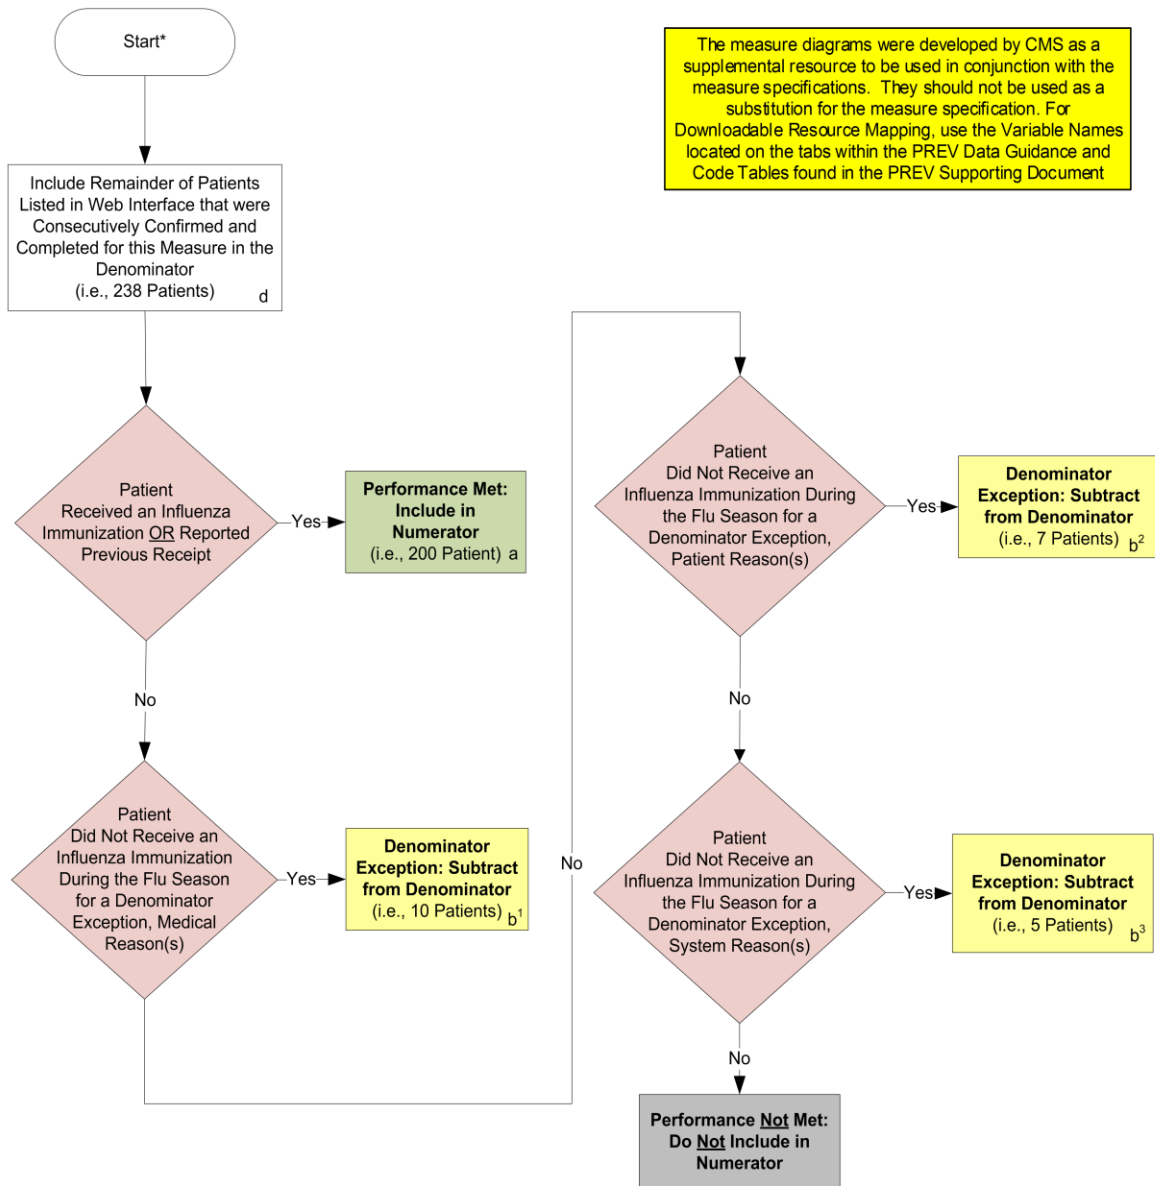 Start*
The measure diagrams were developed by CMS as a
supplemental resource to be used in conjunction with the
measure specifications. They should not be used as a
substitution for the measure specification. For
Downloadable Resource Mapping, use the Variable Names
located on the tabs within the PREV Data Guidance and
Code Tables found in the PREV Supporting Document
Include Remainder of Patients
Listed in Web Interface that were
Consecutively Confirmed and
Completed for this Measure in the
Denominator
(i.e., 238 Patients)
d
Patient
Received an Influenza
Immunization OR Reported
Previous Receipt
Yes
Performance Met:
Include in
Numerator
(i.e., 200 Patient) a
No
Patient
Did Not Receive an
Influenza Immunization
During the Flu Season
for a Denominator
Exception, Medical
Reason(s)
Yes
Denominator
Exception: Subtract
from Denominator
(i.e., 10 Patients) b¹
No
Patient
Did Not Receive an
Influenza Immunization During
the Flu Season for a
Denominator Exception,
Patient Reason(s)
Yes
Denominator
Exception: Subtract
from Denominator
(i.e., 7 Patients) b²
No
Patient
Did Not Receive an
Influenza Immunization During
the Flu Season for a
Denominator Exception,
System Reason(s)
Yes
Denominator
Exception: Subtract
from Denominator
(i.e., 5 Patients) b³
No
Performance Not Met:
Do Not Include in
Numerator